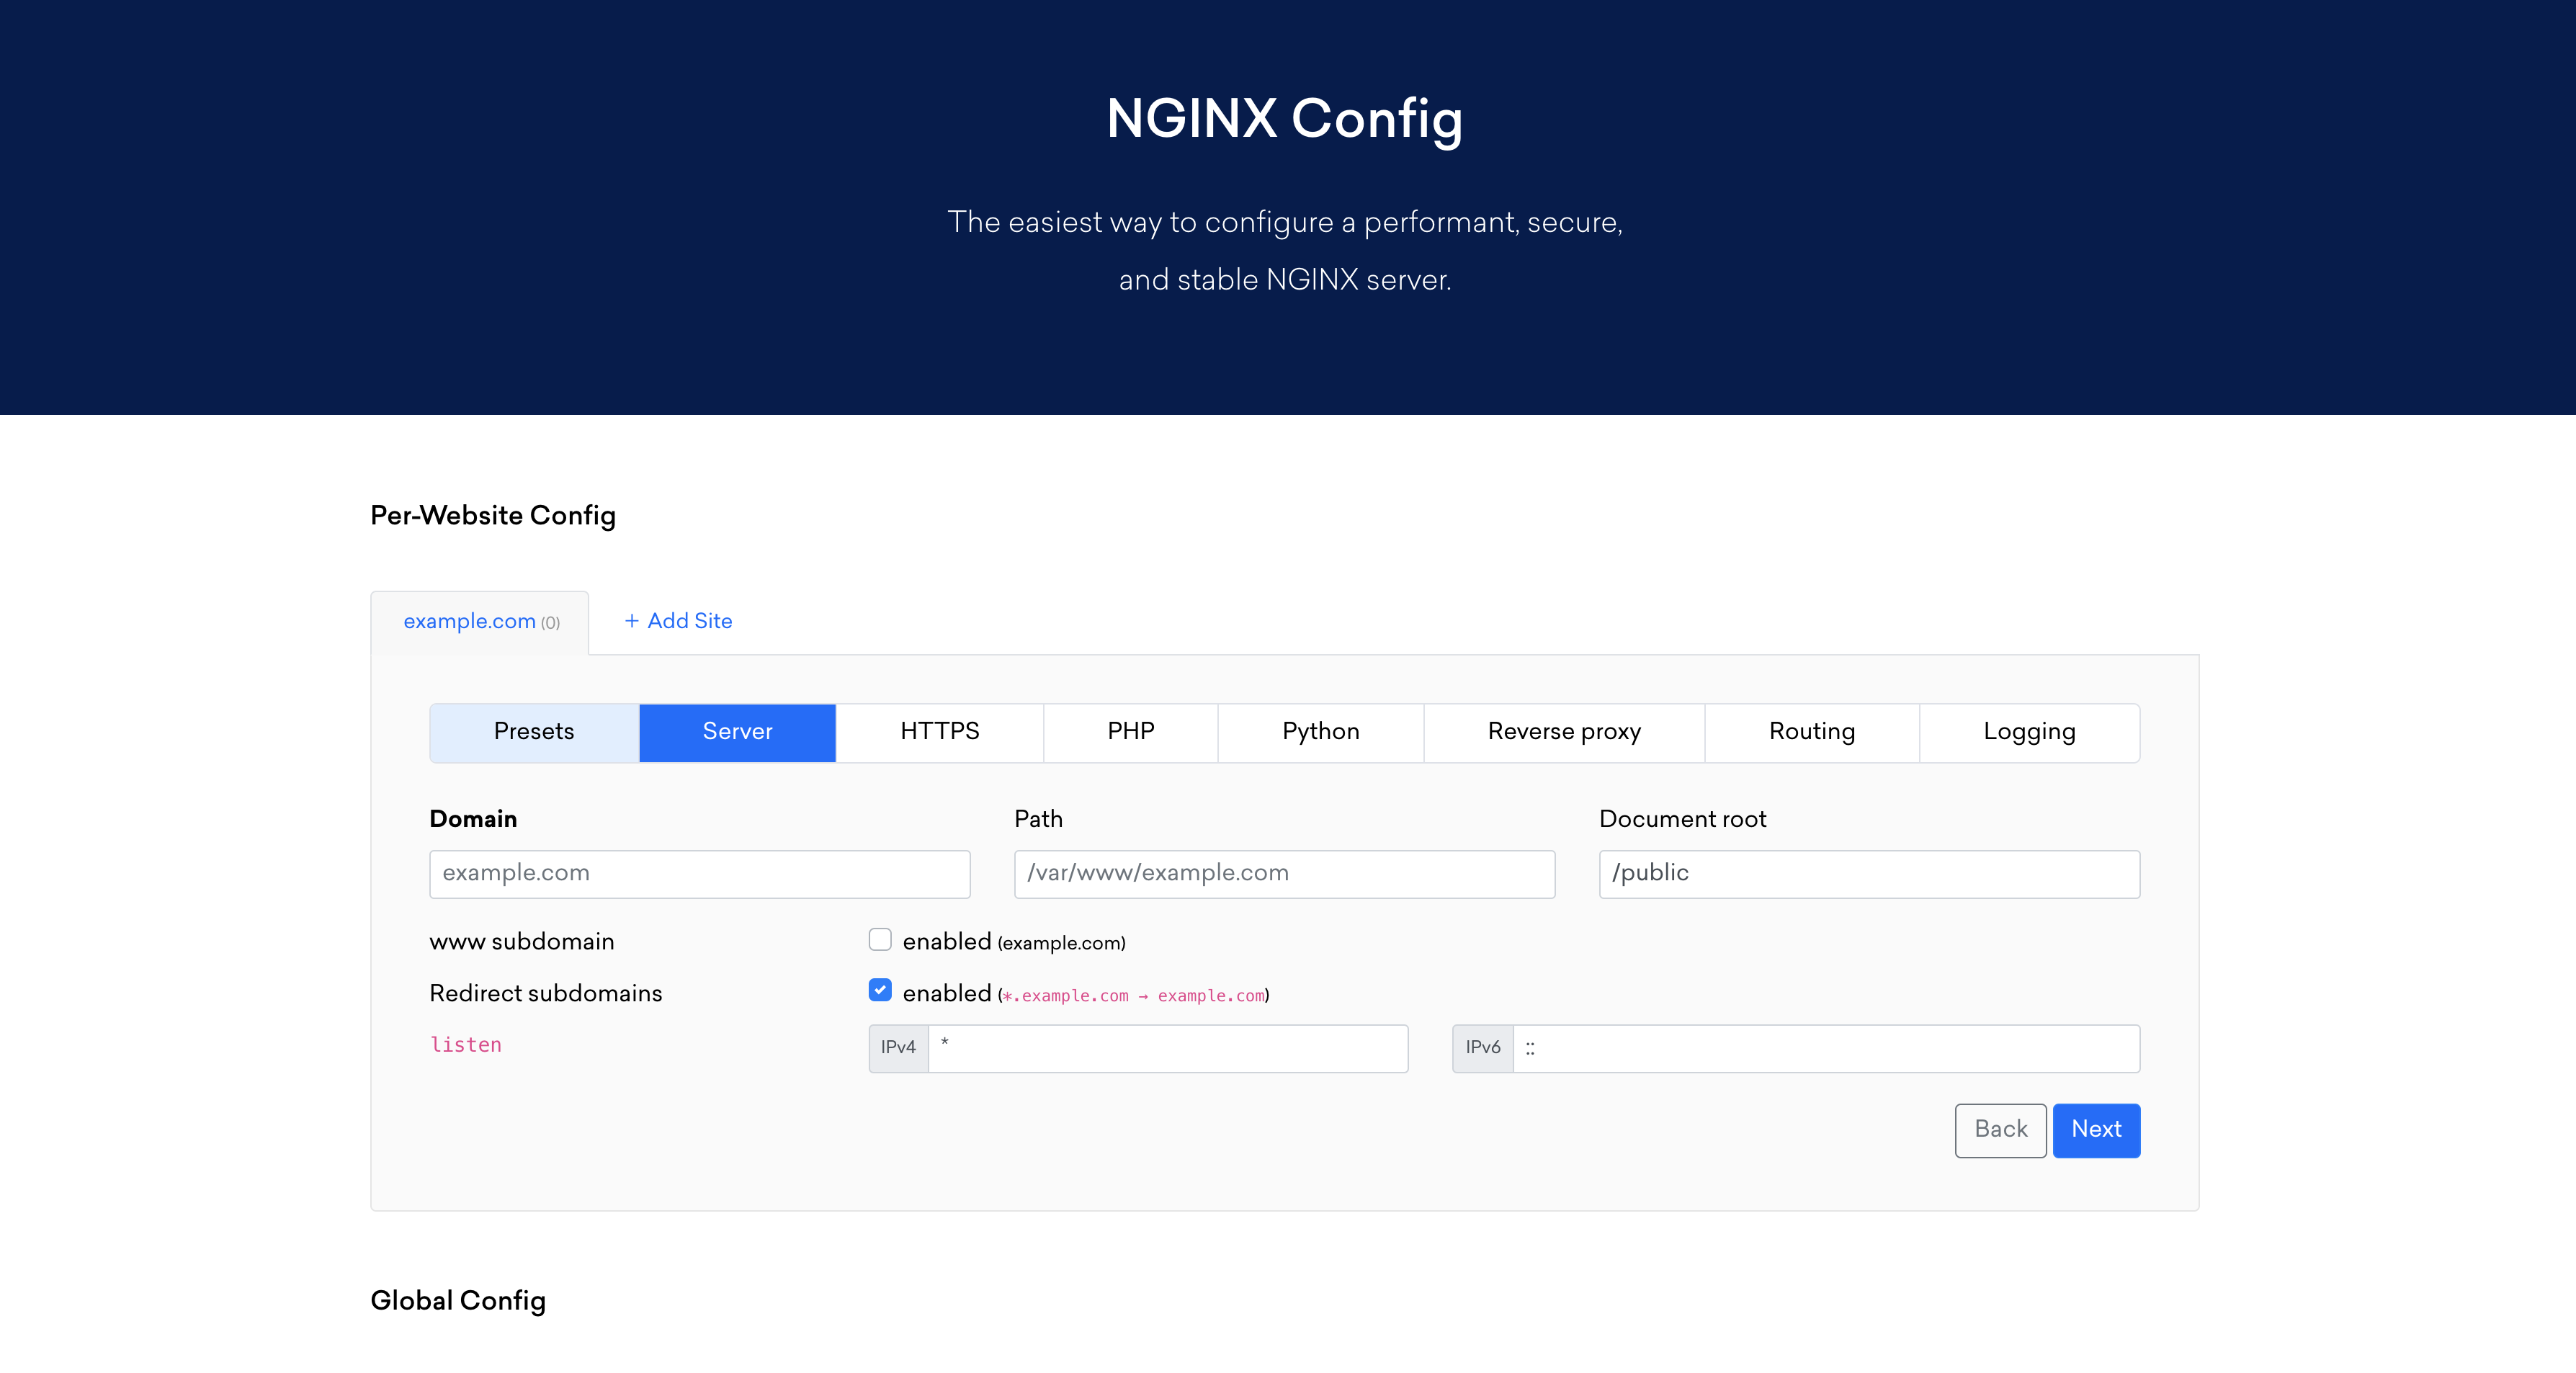 NGINX Config
The easiest way to configure a performant, secure,
and stable NGINX server.
Per-Website Config
example.com (0) + Add Site
Presets Server HTTPS PHP Python Reverse proxy Routing Logging
Domain Path Document root
example.com /var/www/example.com /public
www subdomain enabled (example.com)
Redirect subdomains enabled (*.example.com → example.com)
listen IPv4 * IPv6 ::
Back Next
Global Config